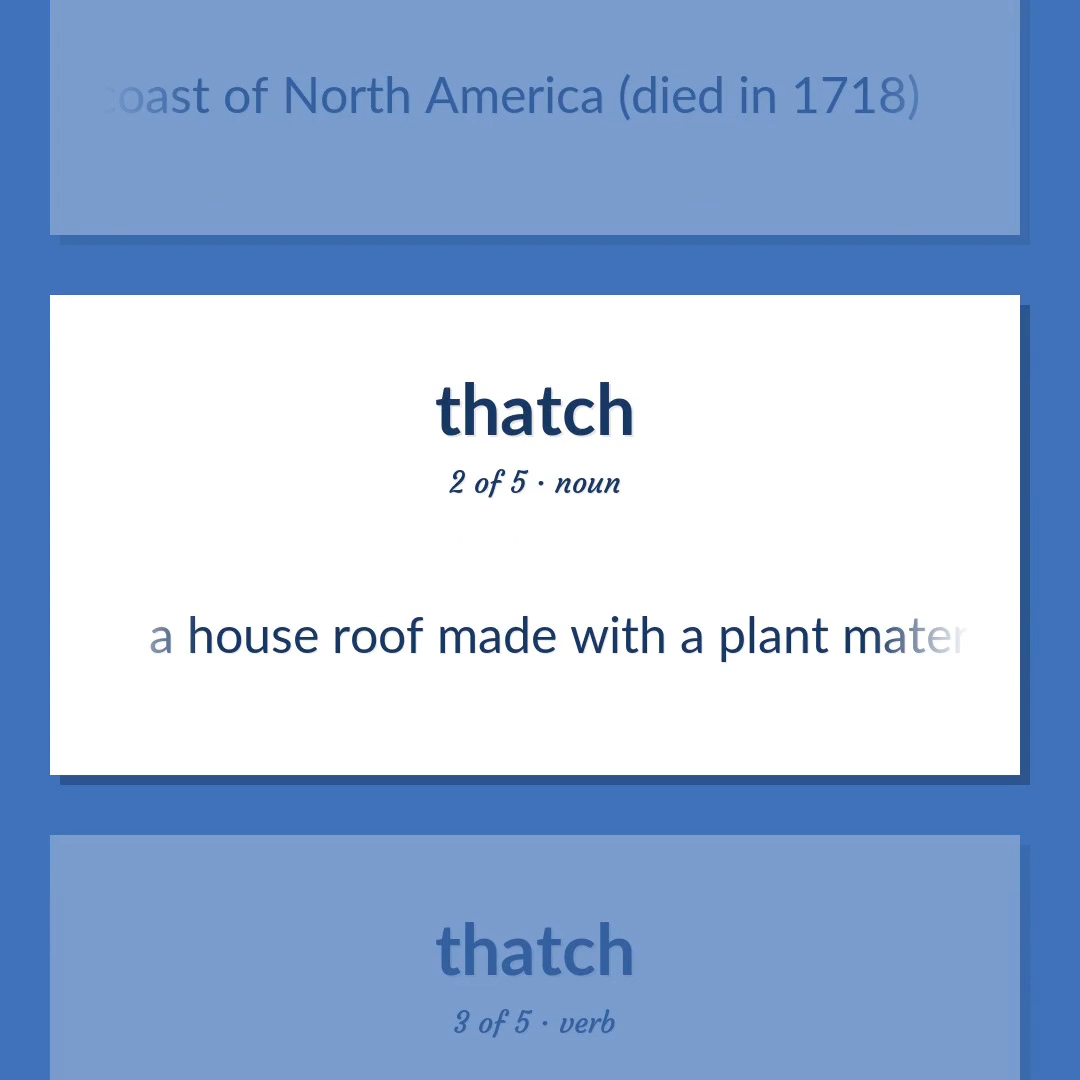 coast of North America (died in 1718)
thatch
2 of 5 · noun
a house roof made with a plant mater
thatch
3 of 5 · verb